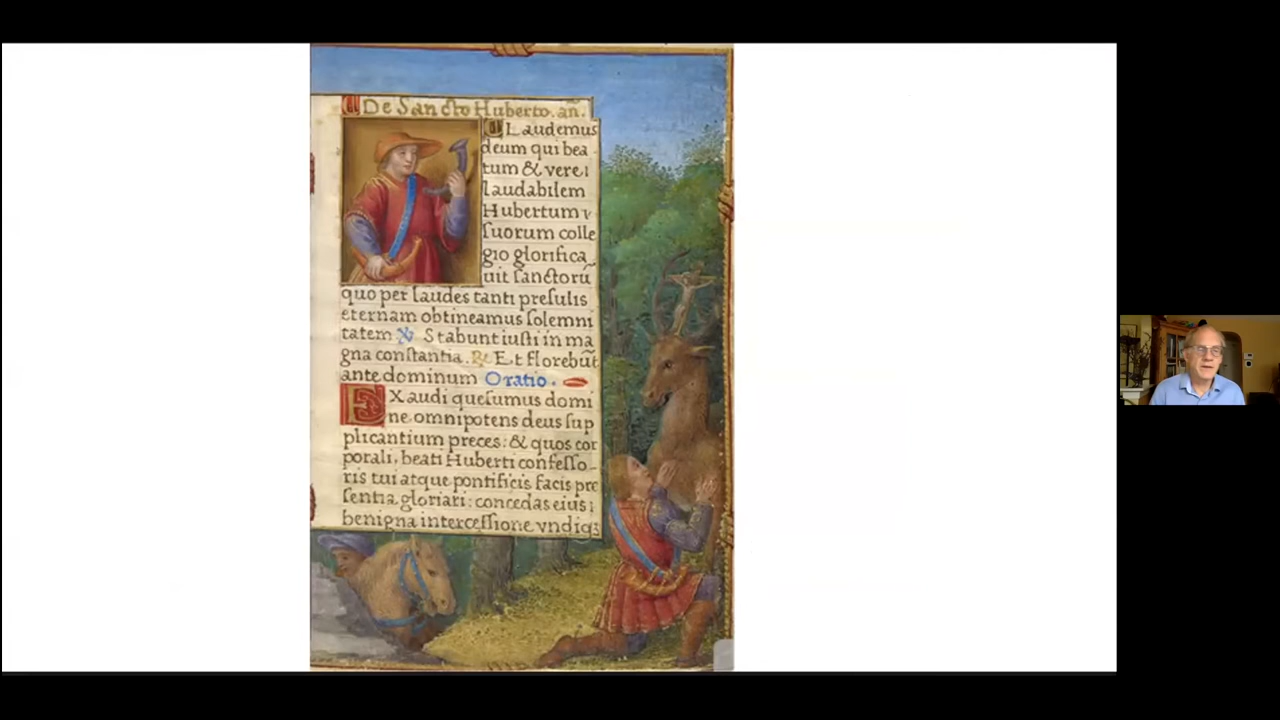 De Sancto Huberto. añ.
Laudemus
deum qui bea
tum & vere
laudabilem
Hubertum
suorum colle
gio glorifica
uit sanctorũ
quo per laudes tanti presulis
eternam obtineamus solemni
tatem ℣ Stabunt iusti in ma
gna constantia. ℟ Et florebũt
ante dominum Oratio.
EXaudi quesumus domi
ne omnipotens deus sup
plicantium preces: & quos cor
porali, beati Huberti confesso
ris tui atque pontificis facis pre
sentia gloriari: concedas eius
benigna intercessione vndiq3